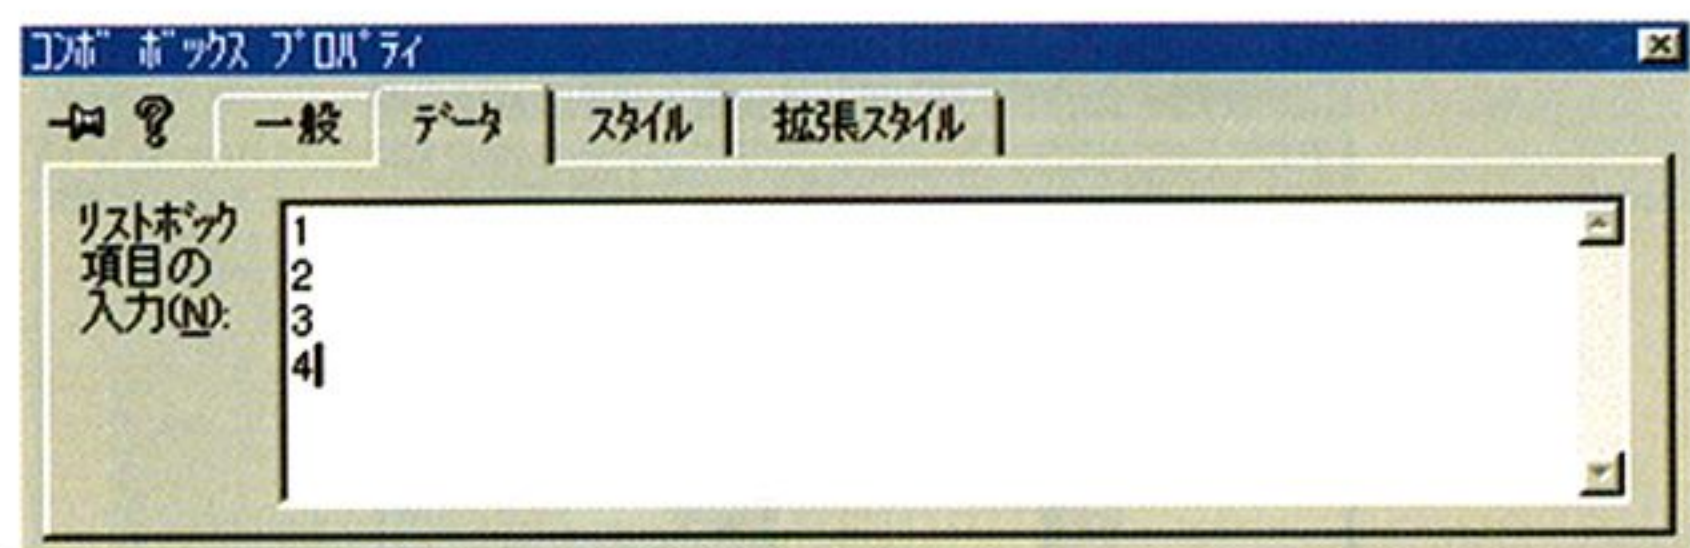 コンボ ボックス プロパティ
一般 データ スタイル 拡張スタイル
リストボック
項目の
入力(N):
1
2
3
4